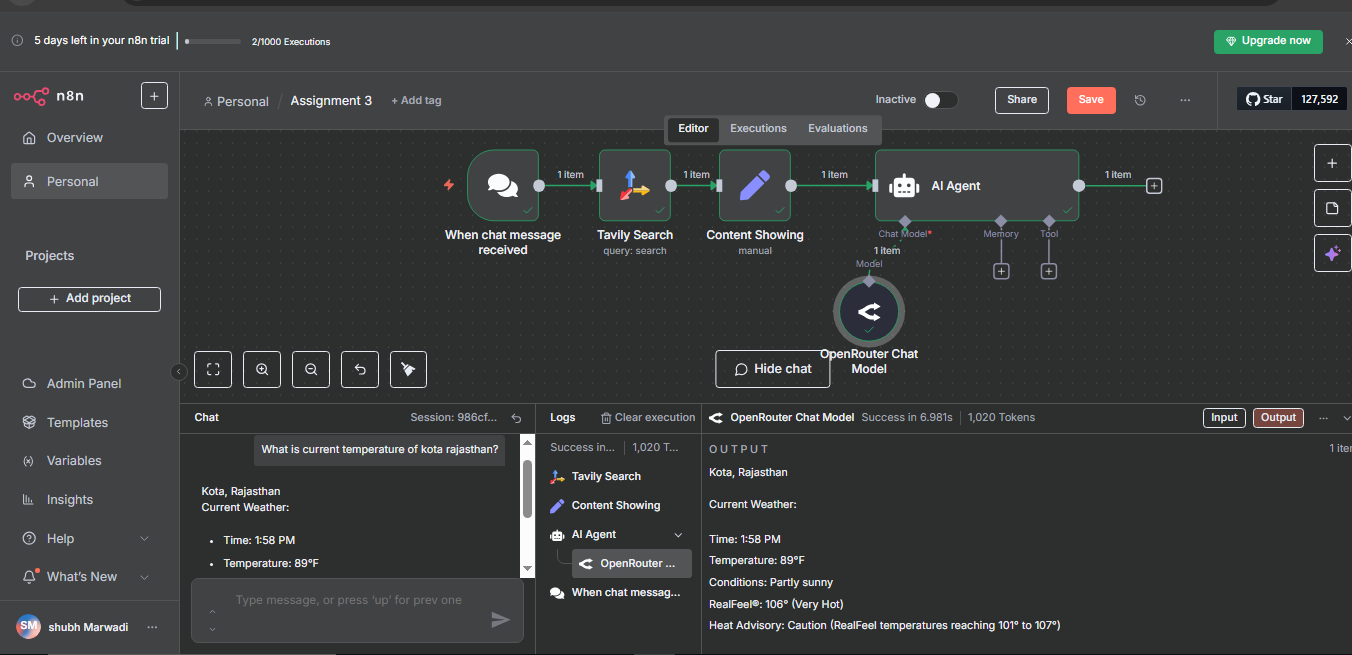 5 days left in your n8n trial
2/1000 Executions
Upgrade now
n8n
Personal / Assignment 3 + Add tag
Inactive
Share
Save
Star 127,592
Overview
Personal
Projects
+ Add project
Admin Panel
Templates
Variables
Insights
Help
What's New
SM shubh Marwadi
Editor Executions Evaluations
1 item
1 item
1 item
1 item
When chat message
received
Tavily Search
query: search
Content Showing
manual
AI Agent
Chat Model*
Memory
Tool
1 item
Model
OpenRouter Chat
Model
Hide chat
Chat
Session: 986cf...
What is current temperature of kota rajasthan?
Kota, Rajasthan
Current Weather:
• Time: 1:58 PM
• Temperature: 89°F
Type message, or press 'up' for prev one
Logs
Clear execution
Success in... 1,020 T...
Tavily Search
Content Showing
AI Agent
OpenRouter ...
When chat messag...
OpenRouter Chat Model Success in 6.981s 1,020 Tokens
Input
Output
OUTPUT
1 iter
Kota, Rajasthan
Current Weather:
Time: 1:58 PM
Temperature: 89°F
Conditions: Partly sunny
RealFeel®: 106° (Very Hot)
Heat Advisory: Caution (RealFeel temperatures reaching 101° to 107°)